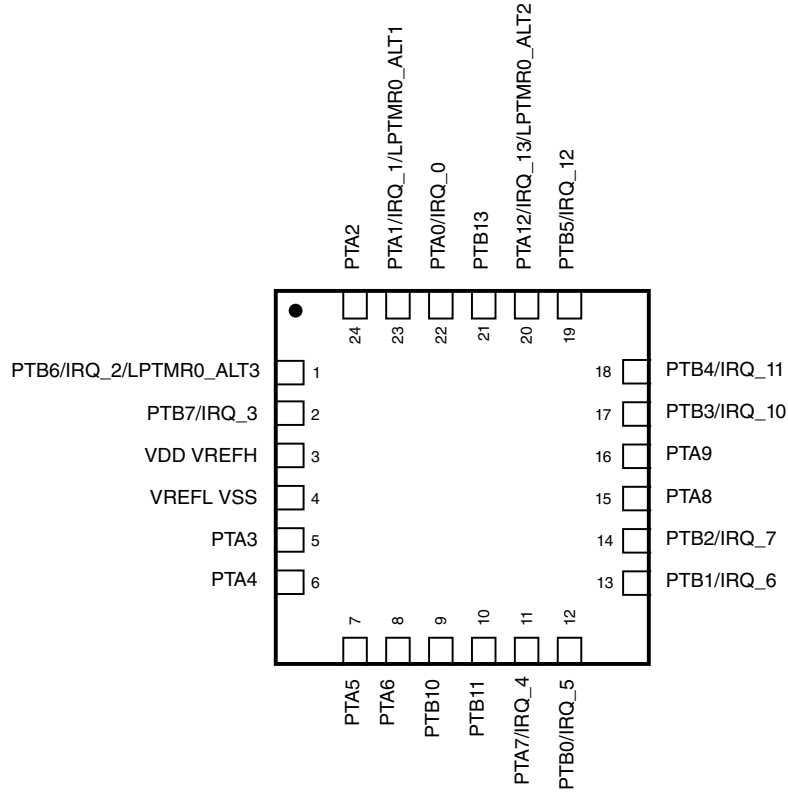 PTA2
PTA1/IRQ_1/LPTMR0_ALT1
PTA0/IRQ_0
PTB13
PTA12/IRQ_13/LPTMR0_ALT2
PTB5/IRQ_12
24
23
22
21
20
19
PTB6/IRQ_2/LPTMR0_ALT3 1
PTB7/IRQ_3 2
VDD VREFH 3
VREFL VSS 4
PTA3 5
PTA4 6
18 PTB4/IRQ_11
17 PTB3/IRQ_10
16 PTA9
15 PTA8
14 PTB2/IRQ_7
13 PTB1/IRQ_6
7
8
9
10
11
12
PTA5
PTA6
PTB10
PTB11
PTA7/IRQ_4
PTB0/IRQ_5